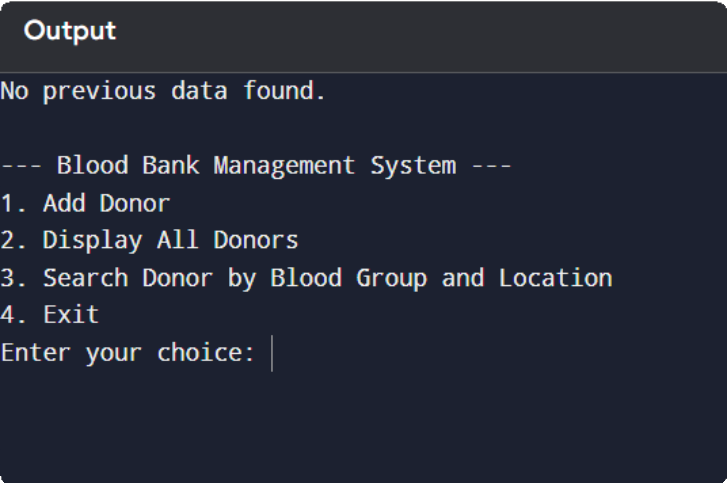 Output
No previous data found.
--- Blood Bank Management System ---
1. Add Donor
2. Display All Donors
3. Search Donor by Blood Group and Location
4. Exit
Enter your choice: